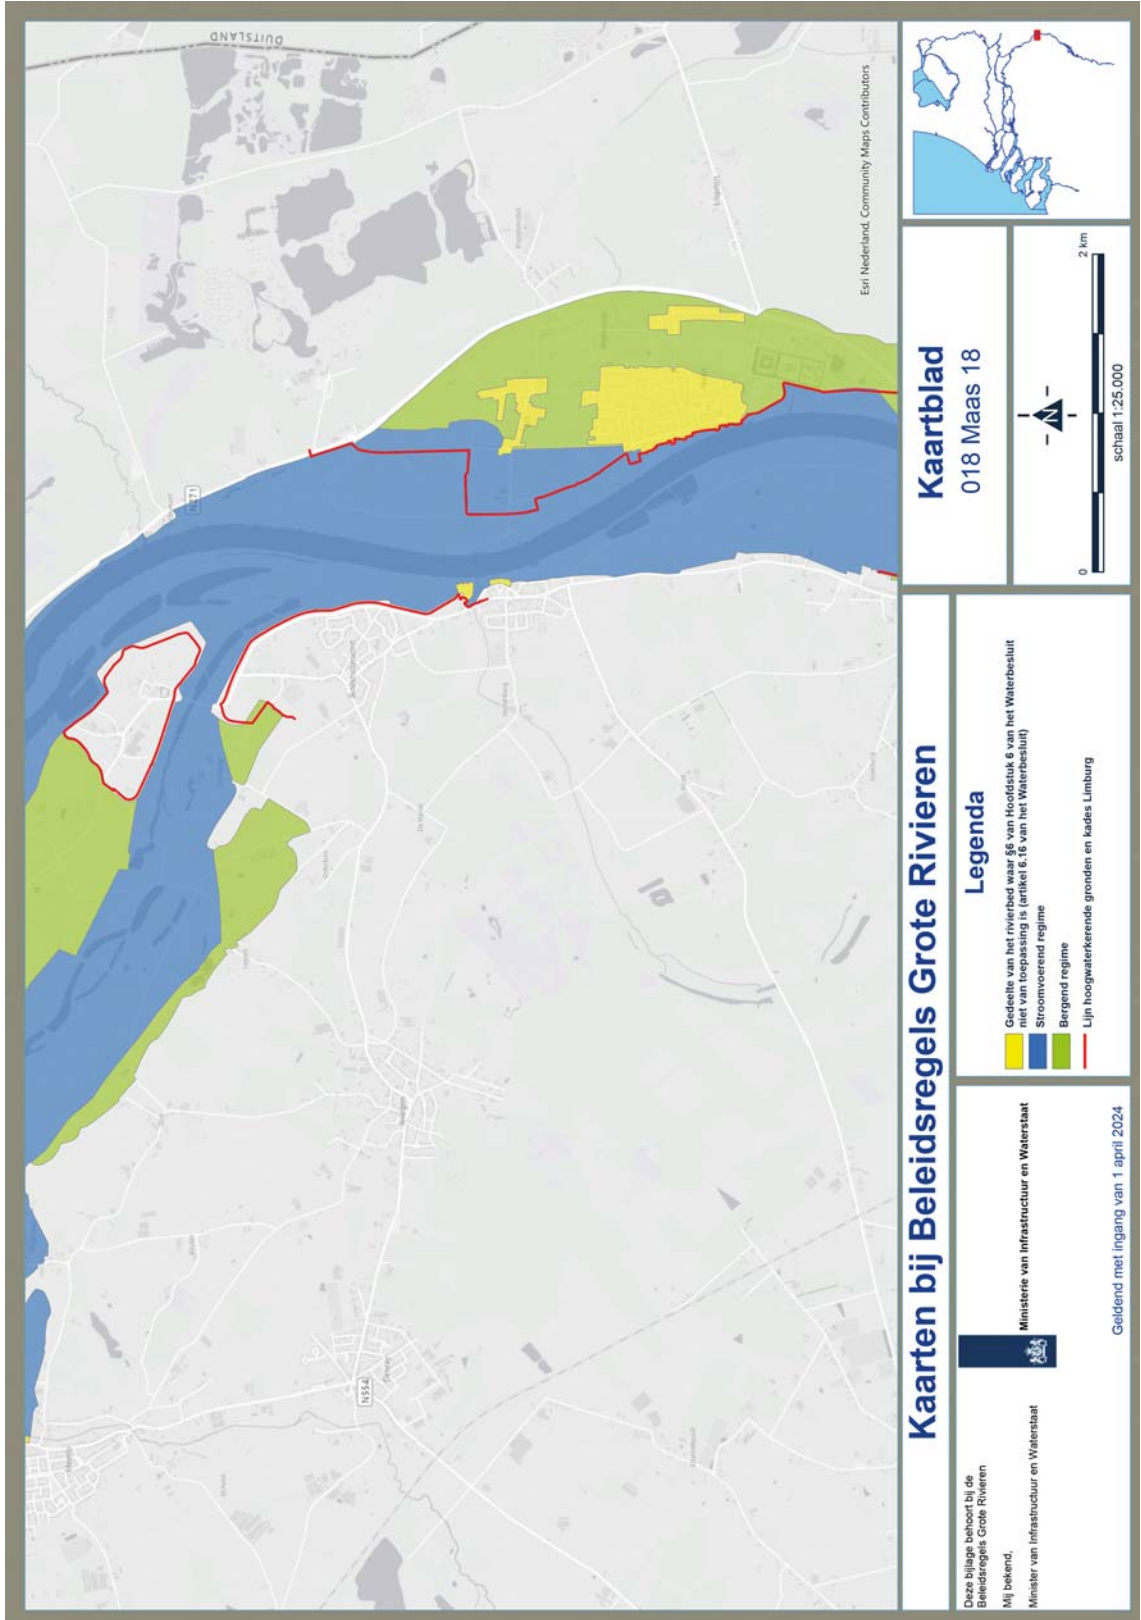 DUITSLAND
N271
N554
Esri Nederland, Community Maps Contributors
Kaarten bij Beleidsregels Grote Rivieren
Kaartblad
018 Maas 18
Deze bijlage behoort bij de
Beleidsregels Grote Rivieren
Mij bekend,
Minister van Infrastructuur en Waterstaat
Ministerie van Infrastructuur en Waterstaat
Geldend met ingang van 1 april 2024
Legenda
Gedeelte van het rivierbed waar §6 van Hoofdstuk 6 van het Waterbesluit
niet van toepassing is (artikel 6.16 van het Waterbesluit)
Stroomvoerend regime
Bergend regime
Lijn hoogwaterkerende gronden en kades Limburg
N
0
2 km
schaal 1:25.000